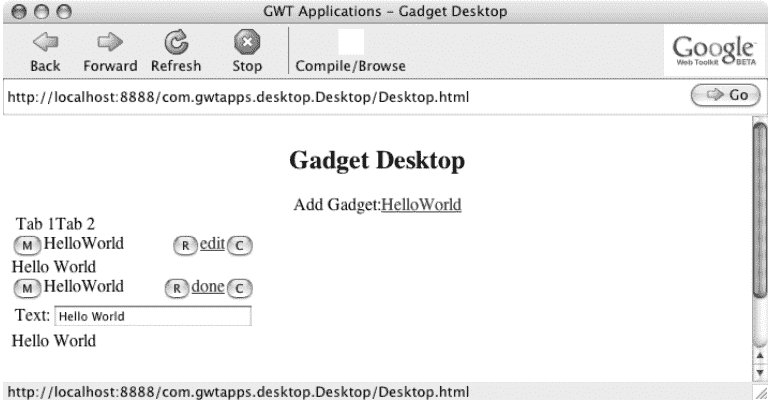 GWT Applications – Gadget Desktop
Back Forward Refresh Stop Compile/Browse
Google
Web Toolkit BETA
http://localhost:8888/com.gwtapps.desktop.Desktop/Desktop.html Go
Gadget Desktop
Add Gadget:HelloWorld
Tab 1Tab 2
M HelloWorld R edit C
Hello World
M HelloWorld R done C
Text: Hello World
Hello World
http://localhost:8888/com.gwtapps.desktop.Desktop/Desktop.html